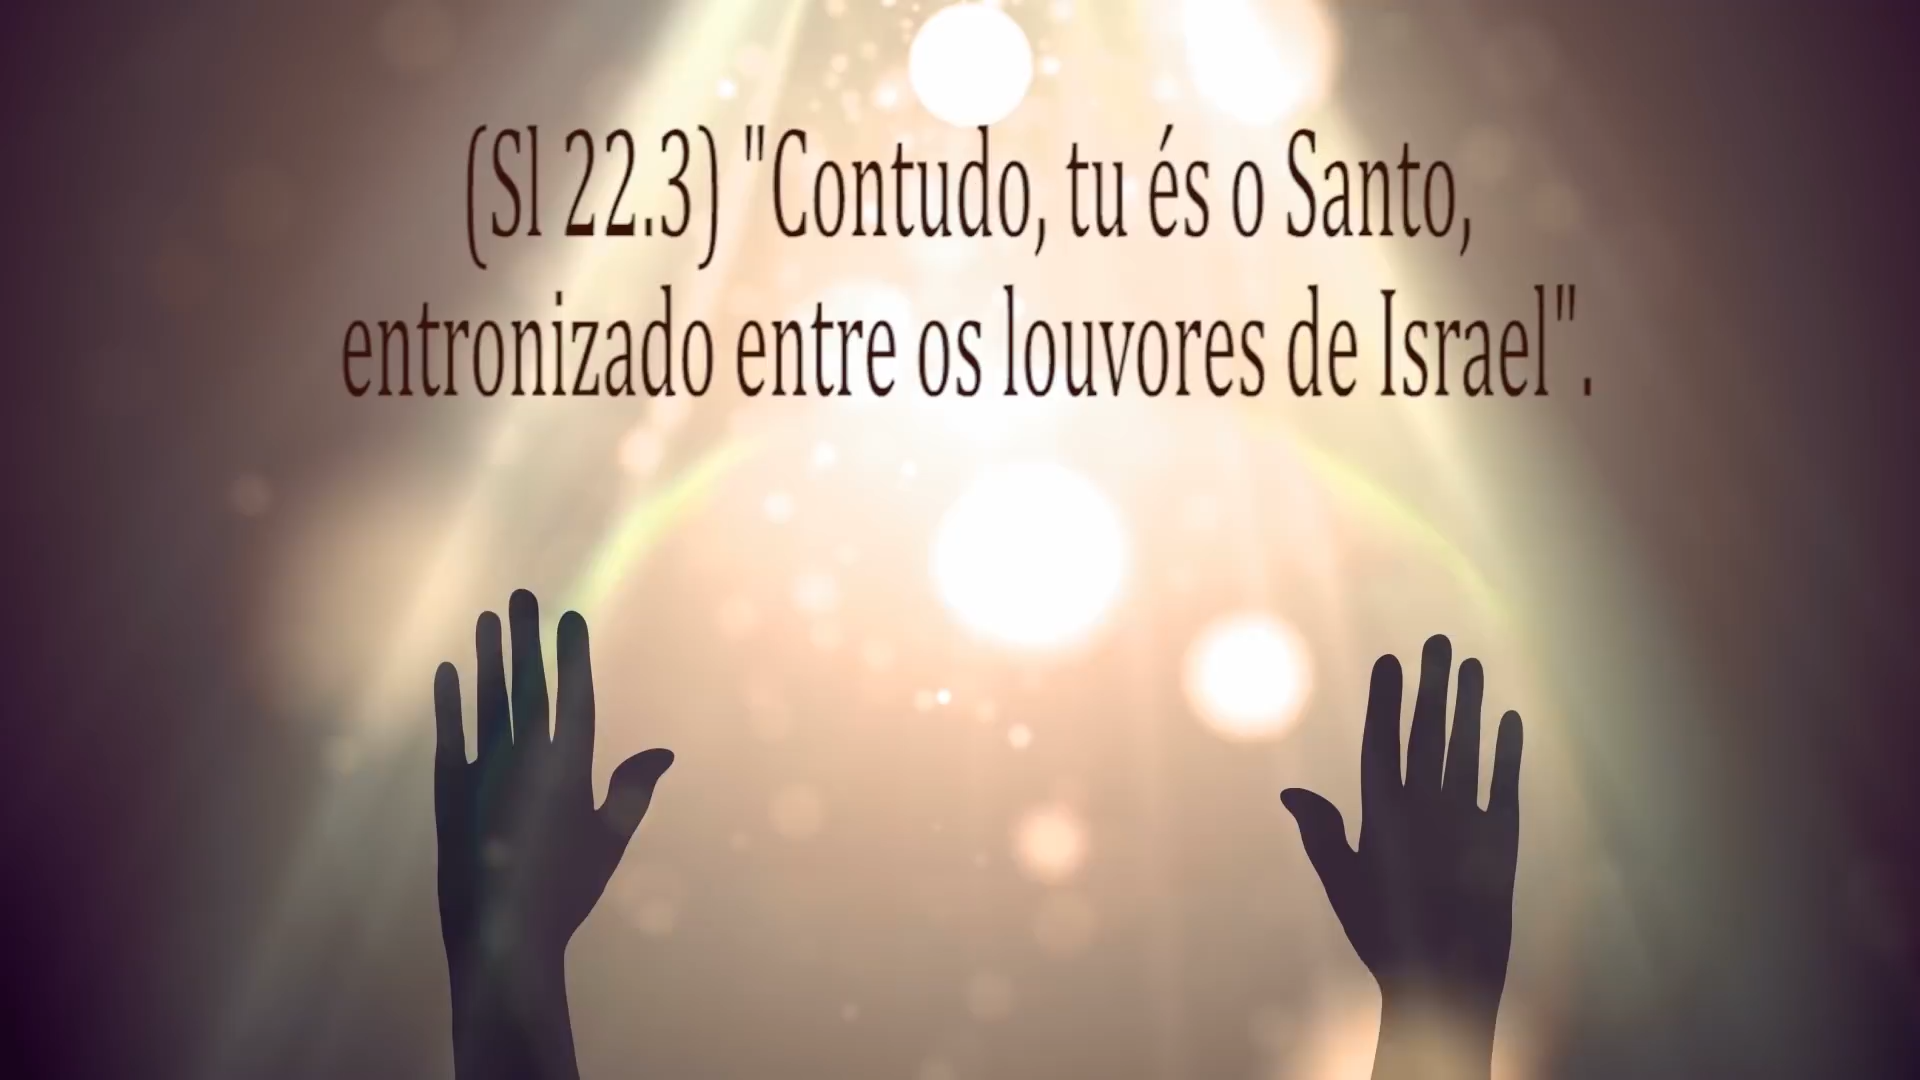 (Sl 22.3) "Contudo, tu és o Santo,
entronizado entre os louvores de Israel".